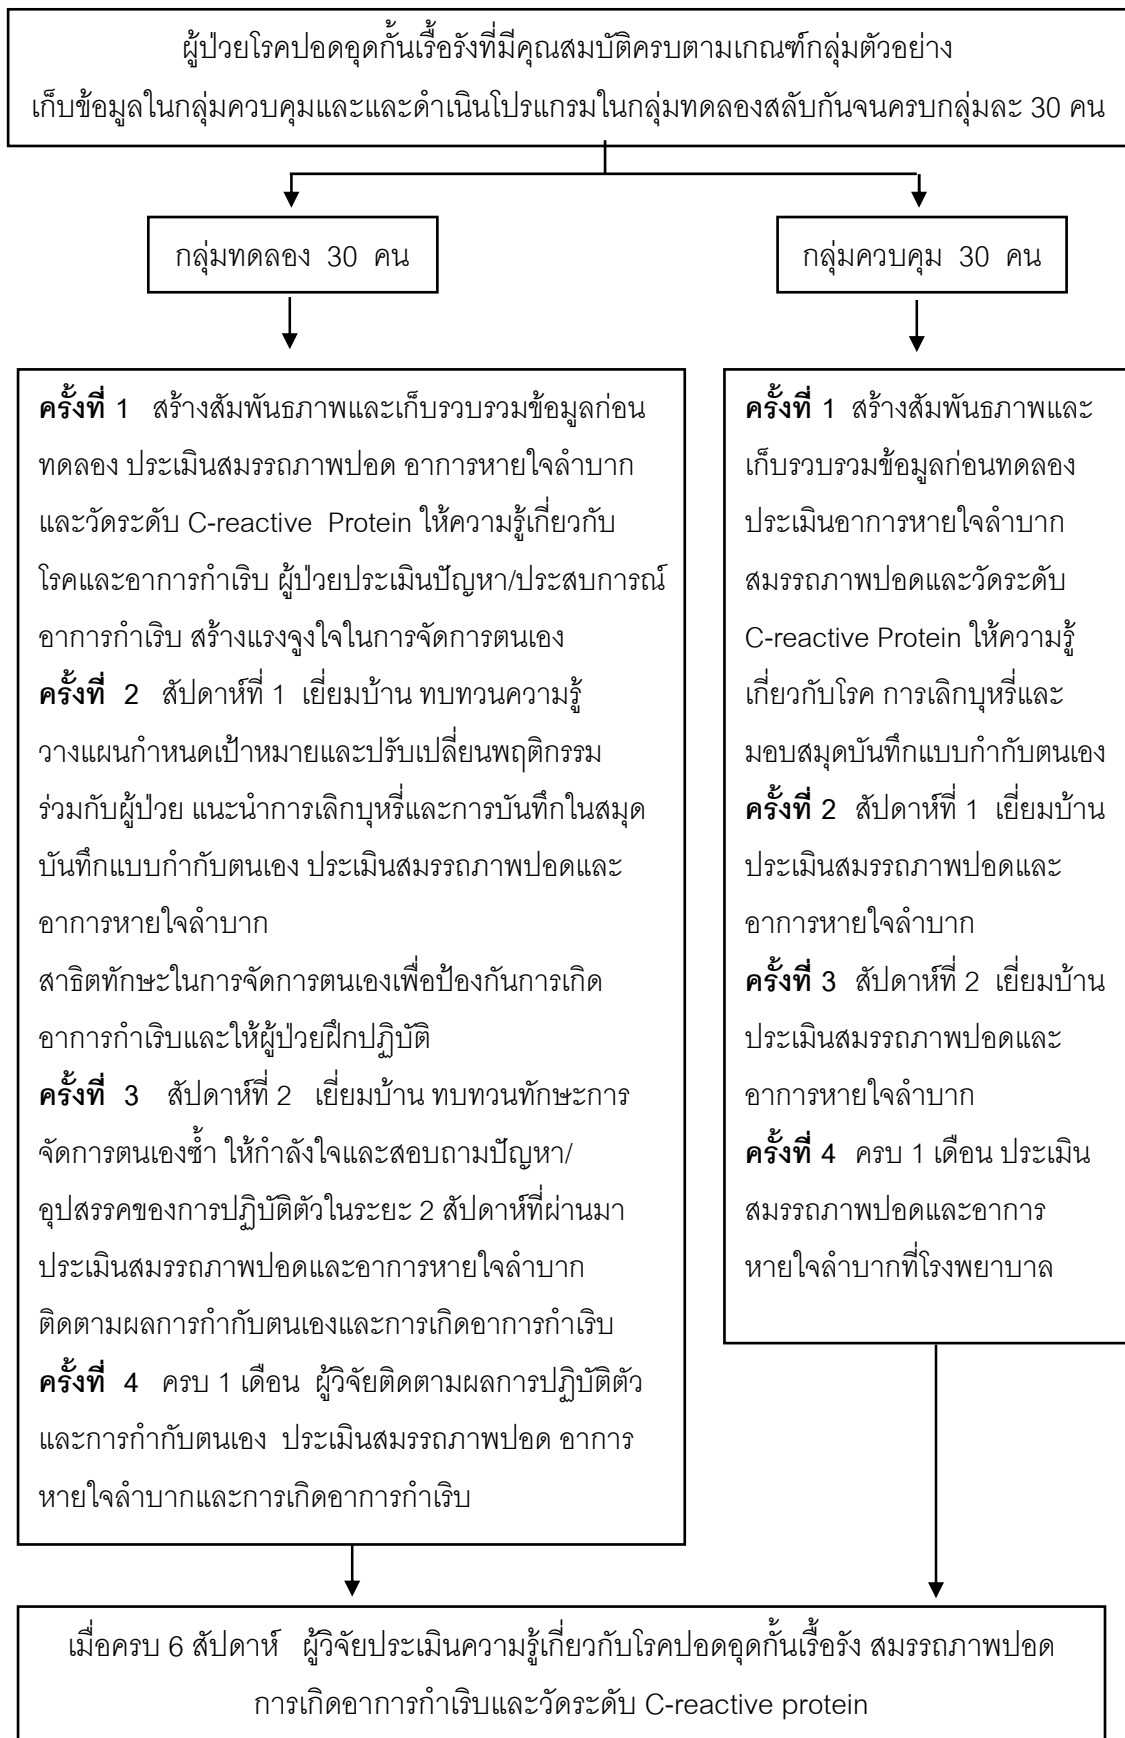 ผู้ป่วยโรคปอดอุดกั้นเรื้อรังที่มีคุณสมบัติครบตามเกณฑ์กลุ่มตัวอย่าง
เก็บข้อมูลในกลุ่มควบคุมและและดำเนินโปรแกรมในกลุ่มทดลองสลับกันจนครบกลุ่มละ 30 คน
กลุ่มทดลอง 30 คน
กลุ่มควบคุม 30 คน
ครั้งที่ 1 สร้างสัมพันธภาพและเก็บรวบรวมข้อมูลก่อน
ทดลอง ประเมินสมรรถภาพปอด อาการหายใจลำบาก
และวัดระดับ C-reactive Protein ให้ความรู้เกี่ยวกับ
โรคและอาการกำเริบ ผู้ป่วยประเมินปัญหา/ประสบการณ์
อาการกำเริบ สร้างแรงจูงใจในการจัดการตนเอง
ครั้งที่ 2 สัปดาห์ที่ 1 เยี่ยมบ้าน ทบทวนความรู้
วางแผนกำหนดเป้าหมายและปรับเปลี่ยนพฤติกรรม
ร่วมกับผู้ป่วย แนะนำการเลิกบุหรี่และการบันทึกในสมุด
บันทึกแบบกำกับตนเอง ประเมินสมรรถภาพปอดและ
อาการหายใจลำบาก
สาธิตทักษะในการจัดการตนเองเพื่อป้องกันการเกิด
อาการกำเริบและให้ผู้ป่วยฝึกปฏิบัติ
ครั้งที่ 3 สัปดาห์ที่ 2 เยี่ยมบ้าน ทบทวนทักษะการ
จัดการตนเองซ้ำ ให้กำลังใจและสอบถามปัญหา/
อุปสรรคของการปฏิบัติตัวในระยะ 2 สัปดาห์ที่ผ่านมา
ประเมินสมรรถภาพปอดและอาการหายใจลำบาก
ติดตามผลการกำกับตนเองและการเกิดอาการกำเริบ
ครั้งที่ 4 ครบ 1 เดือน ผู้วิจัยติดตามผลการปฏิบัติตัว
และการกำกับตนเอง ประเมินสมรรถภาพปอด อาการ
หายใจลำบากและการเกิดอาการกำเริบ
ครั้งที่ 1 สร้างสัมพันธภาพและ
เก็บรวบรวมข้อมูลก่อนทดลอง
ประเมินอาการหายใจลำบาก
สมรรถภาพปอดและวัดระดับ
C-reactive Protein ให้ความรู้
เกี่ยวกับโรค การเลิกบุหรี่และ
มอบสมุดบันทึกแบบกำกับตนเอง
ครั้งที่ 2 สัปดาห์ที่ 1 เยี่ยมบ้าน
ประเมินสมรรถภาพปอดและ
อาการหายใจลำบาก
ครั้งที่ 3 สัปดาห์ที่ 2 เยี่ยมบ้าน
ประเมินสมรรถภาพปอดและ
อาการหายใจลำบาก
ครั้งที่ 4 ครบ 1 เดือน ประเมิน
สมรรถภาพปอดและอาการ
หายใจลำบากที่โรงพยาบาล
เมื่อครบ 6 สัปดาห์ ผู้วิจัยประเมินความรู้เกี่ยวกับโรคปอดอุดกั้นเรื้อรัง สมรรถภาพปอด
การเกิดอาการกำเริบและวัดระดับ C-reactive protein